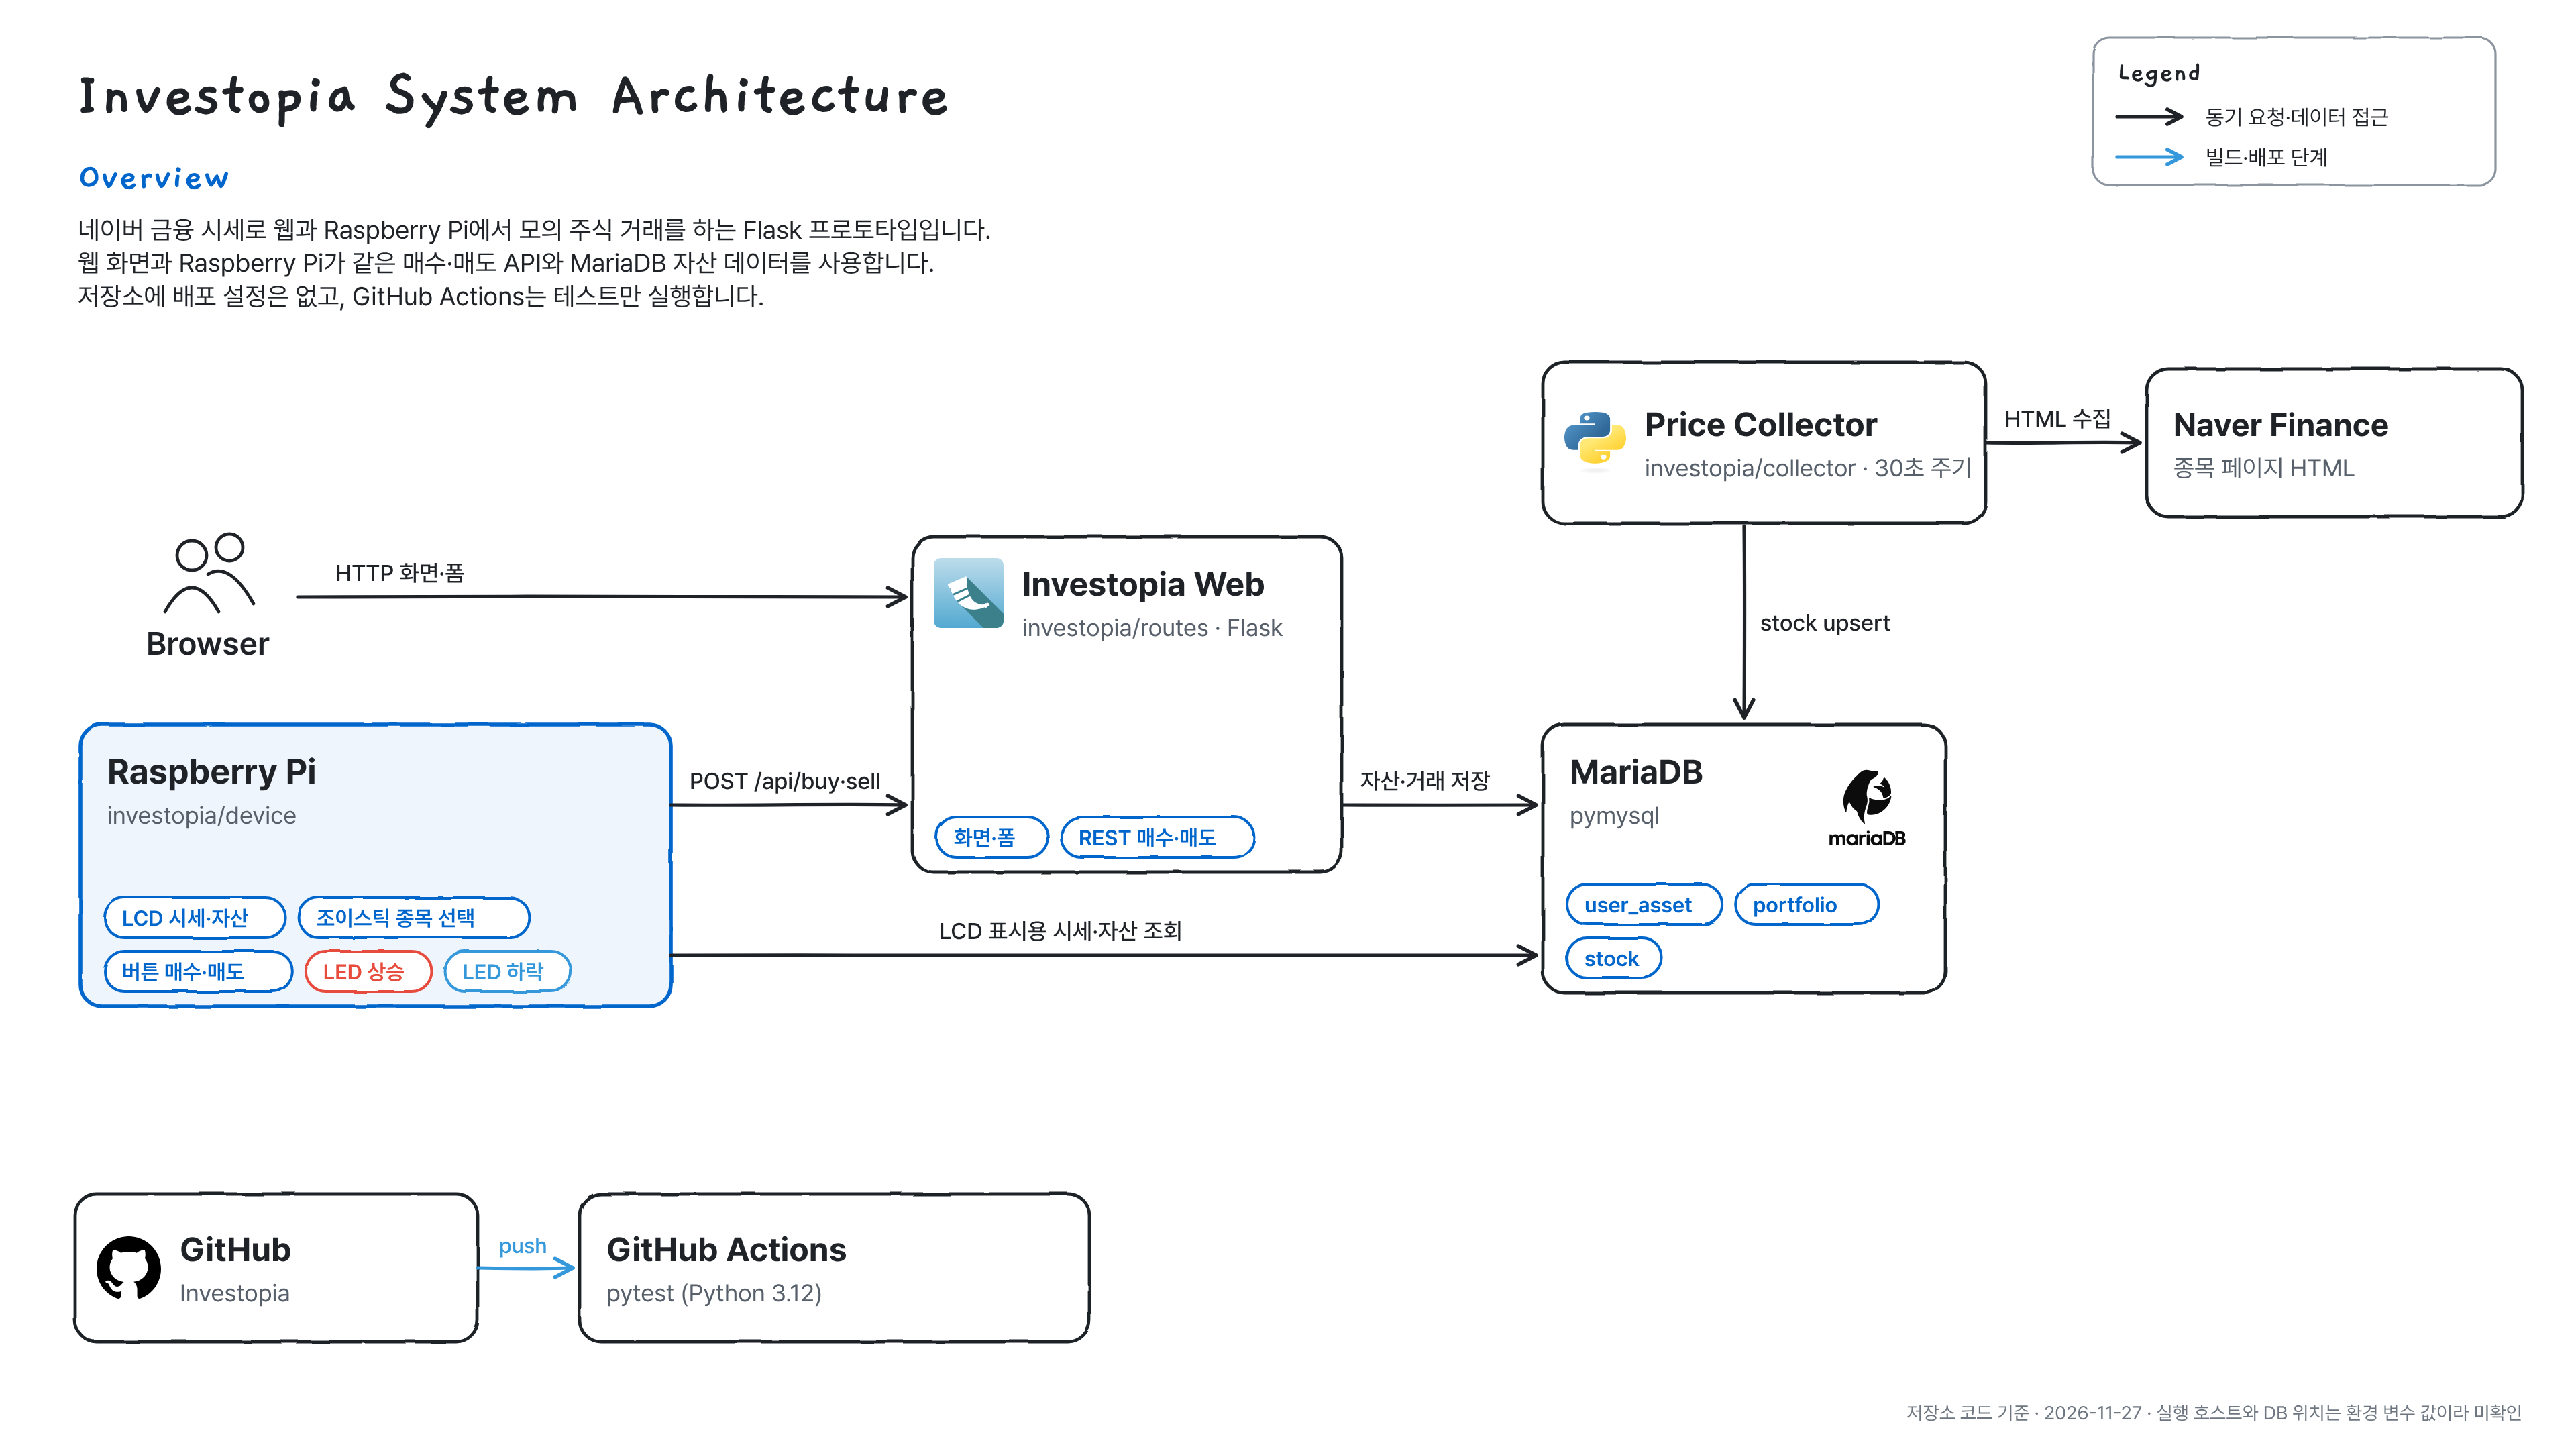 Investopia System Architecture
Legend
동기 요청·데이터 접근
빌드·배포 단계
Overview
네이버 금융 시세로 웹과 Raspberry Pi에서 모의 주식 거래를 하는 Flask 프로토타입입니다.
웹 화면과 Raspberry Pi가 같은 매수·매도 API와 MariaDB 자산 데이터를 사용합니다.
저장소에 배포 설정은 없고, GitHub Actions는 테스트만 실행합니다.
Price Collector
investopia/collector · 30초 주기
HTML 수집
Naver Finance
종목 페이지 HTML
Browser
HTTP 화면·폼
Investopia Web
investopia/routes · Flask
화면·폼
REST 매수·매도
stock upsert
Raspberry Pi
investopia/device
LCD 시세·자산
조이스틱 종목 선택
버튼 매수·매도
LED 상승
LED 하락
POST /api/buy·sell
자산·거래 저장
LCD 표시용 시세·자산 조회
MariaDB
pymysql
mariaDB
user_asset
portfolio
stock
GitHub
Investopia
push
GitHub Actions
pytest (Python 3.12)
저장소 코드 기준 · 2026-11-27 · 실행 호스트와 DB 위치는 환경 변수 값이라 미확인